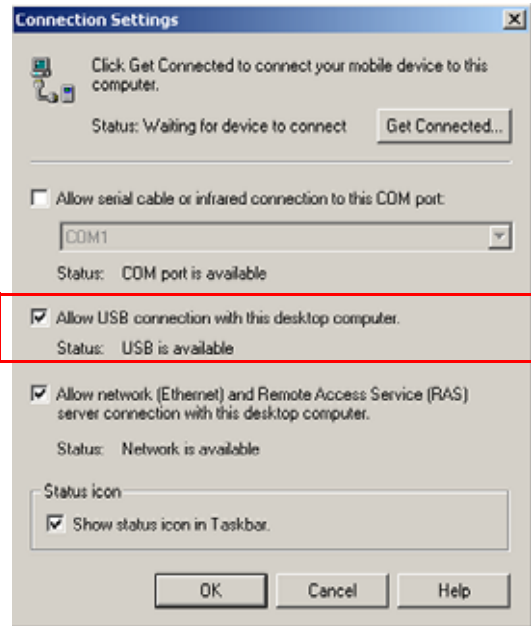 Connection Settings
Click Get Connected to connect your mobile device to this
computer.
Status: Waiting for device to connect
Get Connected...
Allow serial cable or infrared connection to this COM port:
COM1
Status: COM port is available
Allow USB connection with this desktop computer.
Status: USB is available
Allow network (Ethernet) and Remote Access Service (RAS)
server connection with this desktop computer.
Status: Network is available
Status icon
Show status icon in Taskbar.
OK Cancel Help